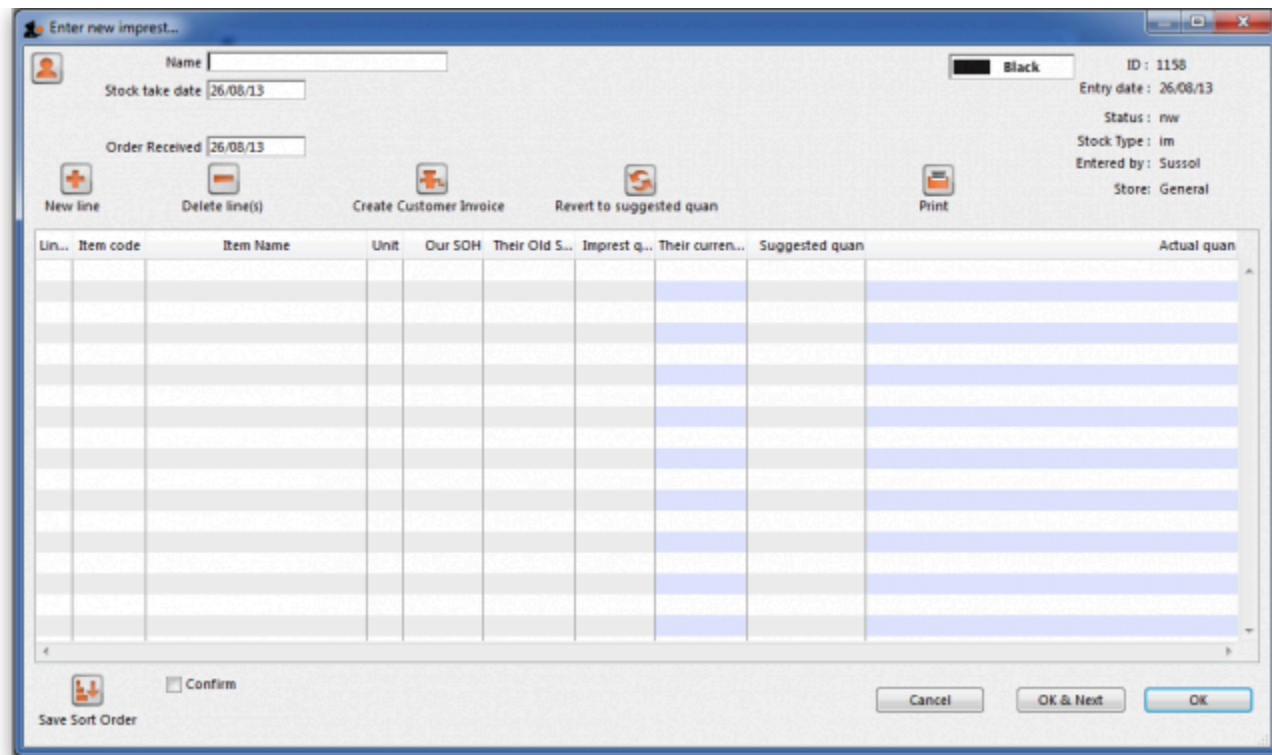 Enter new imprest...
Name
Black
ID : 1158
Stock take date 26/08/13
Entry date : 26/08/13
Status : nw
Order Received 26/08/13
Stock Type : im
Entered by : Sussol
Store: General
New line
Delete line(s)
Create Customer Invoice
Revert to suggested quan
Print
Lin... Item code Item Name Unit Our SOH Their Old S... Imprest q... Their curren... Suggested quan Actual quan
Confirm
Save Sort Order
Cancel
OK & Next
OK